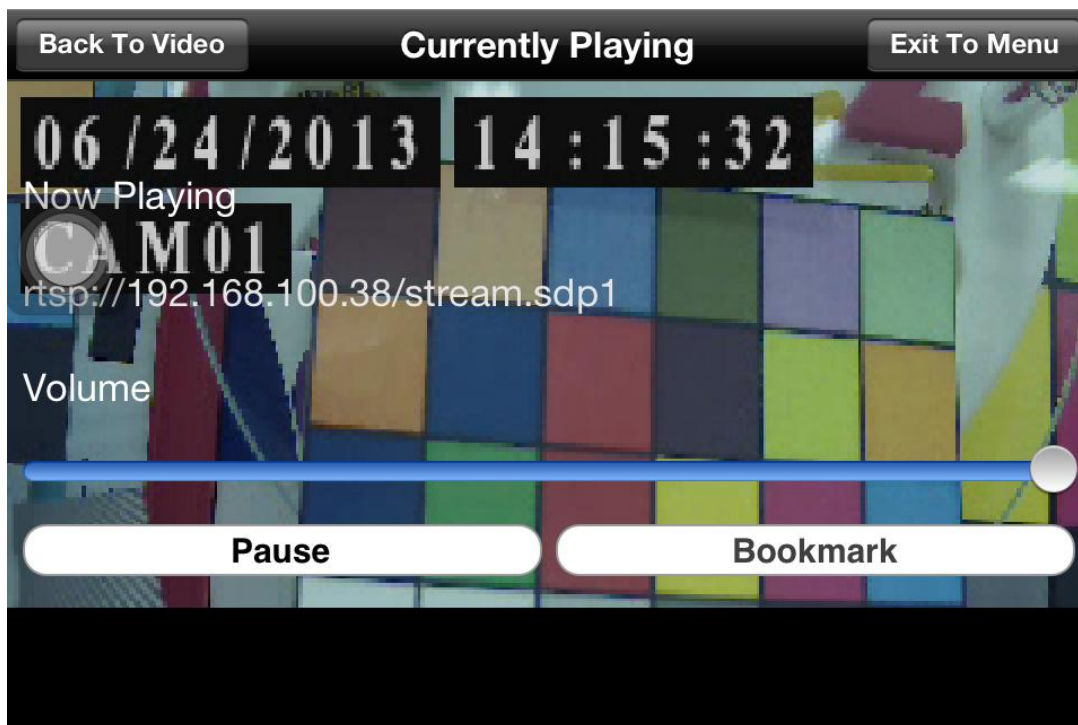 Back To Video Currently Playing Exit To Menu
06/24/2013 14:15:32
Now Playing
CAM01
rtsp://192.168.100.38/stream.sdp1
Volume
Pause Bookmark